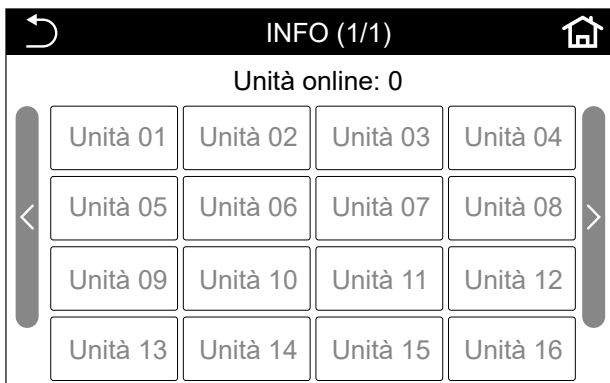 INFO (1/1)
Unità online: 0
Unità 01 Unità 02 Unità 03 Unità 04
Unità 05 Unità 06 Unità 07 Unità 08
Unità 09 Unità 10 Unità 11 Unità 12
Unità 13 Unità 14 Unità 15 Unità 16